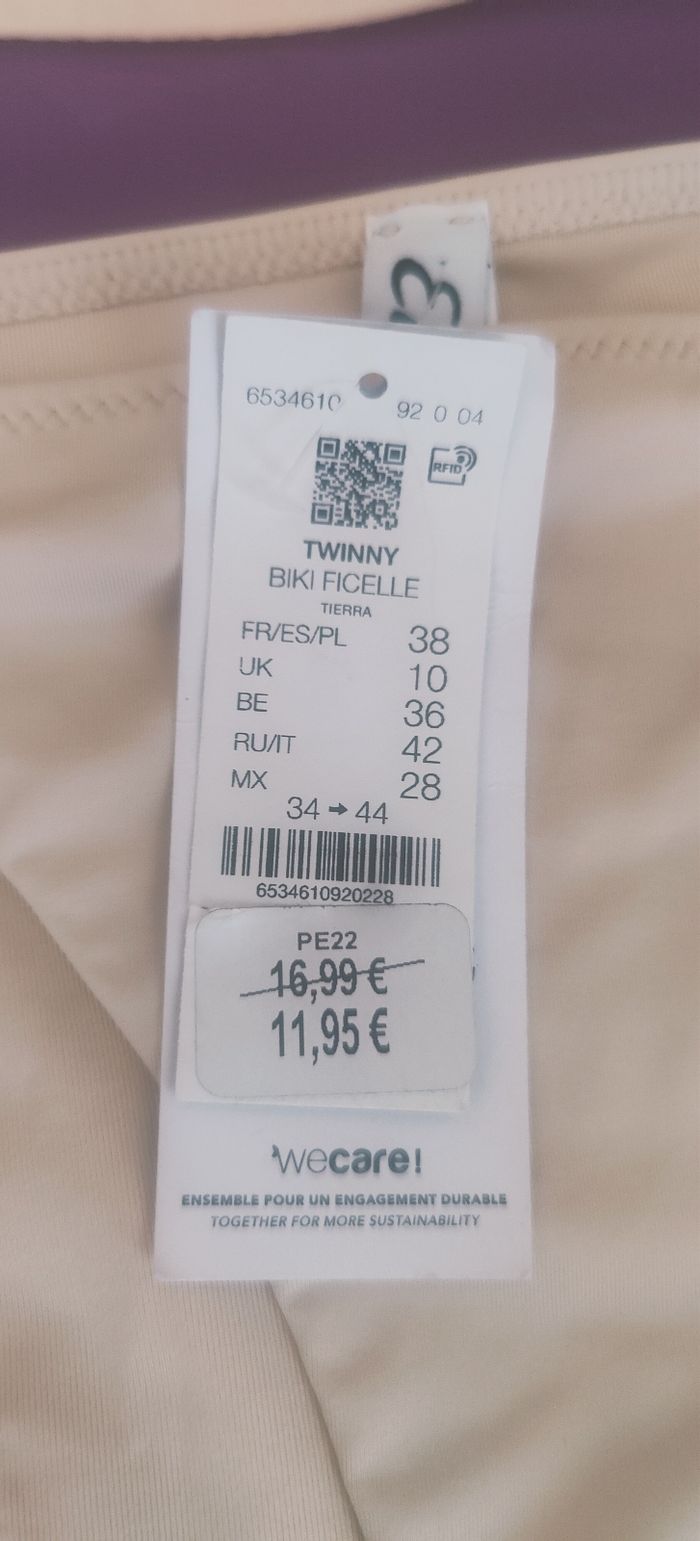 6534610 92 0 04
RFID
TWINNY
BIKI FICELLE
TIERRA
FR/ES/PL 38
UK 10
BE 36
RU/IT 42
MX 28
34 → 44
6534610920228
PE22
16,99 €
11,95 €
wecare!
ENSEMBLE POUR UN ENGAGEMENT DURABLE
TOGETHER FOR MORE SUSTAINABILITY